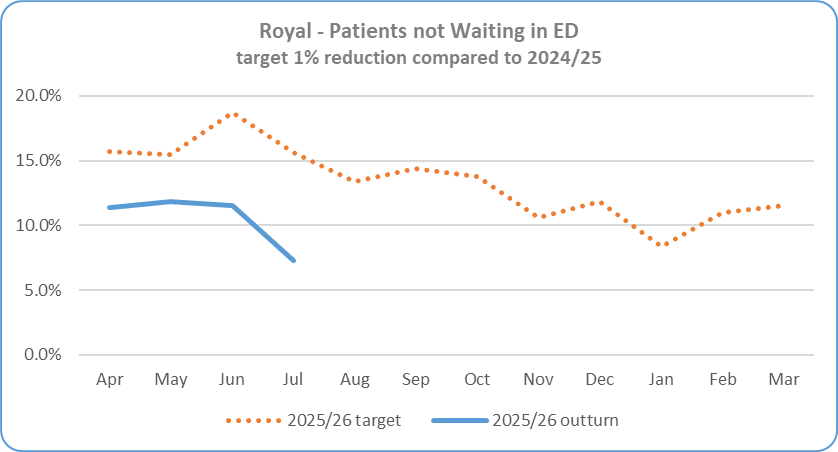 Royal - Patients not Waiting in ED
target 1% reduction compared to 2024/25
20.0%
15.0%
10.0%
5.0%
0.0%
Apr May Jun Jul Aug Sep Oct Nov Dec Jan Feb Mar
2025/26 target 2025/26 outturn